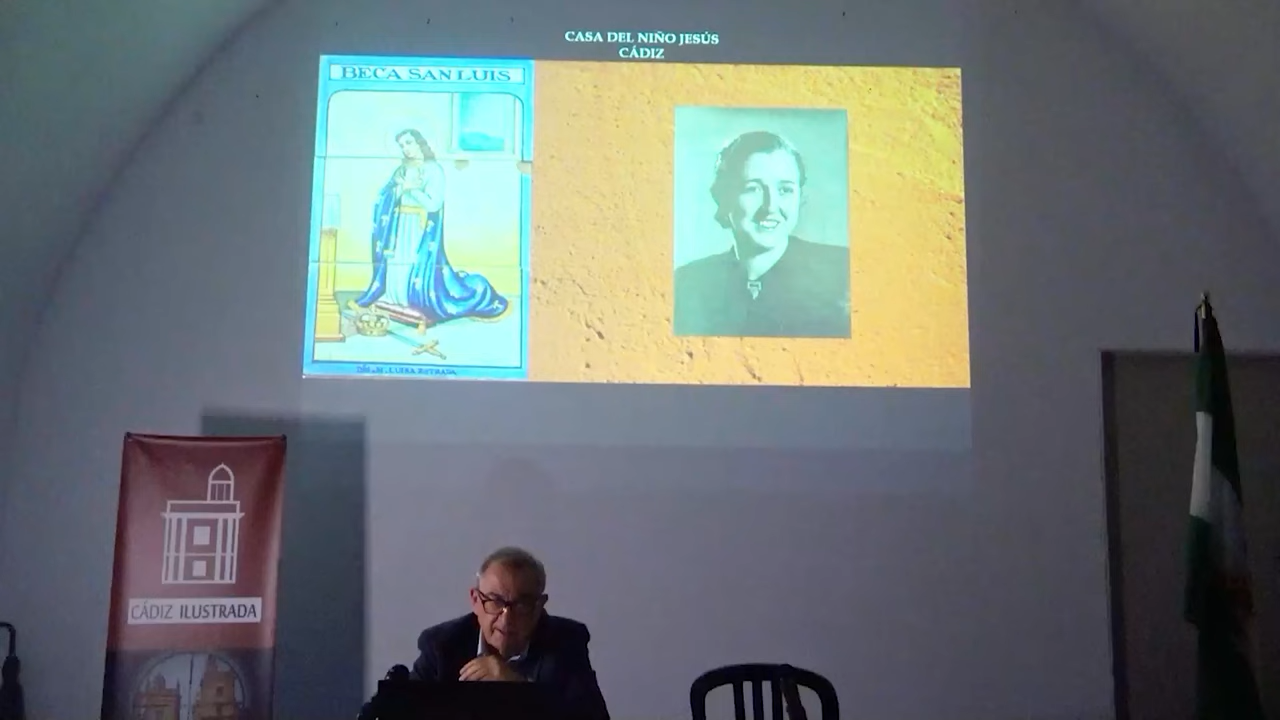 CASA DEL NIÑO JESÚS
CÁDIZ
BECA SAN LUIS
CÁDIZ ILUSTRADA